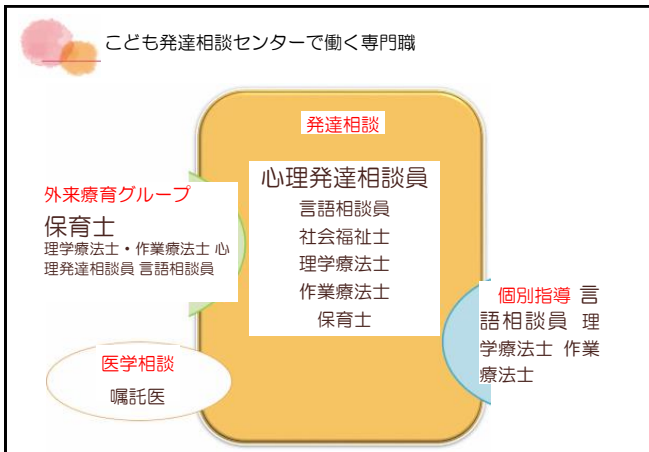 こども発達相談センターで働く専門職
発達相談
心理発達相談員
言語相談員
社会福祉士
理学療法士
作業療法士
保育士
外来療育グループ
保育士
理学療法士・作業療法士 心
理発達相談員 言語相談員
医学相談
嘱託医
個別指導 言
語相談員 理
学療法士 作業
療法士